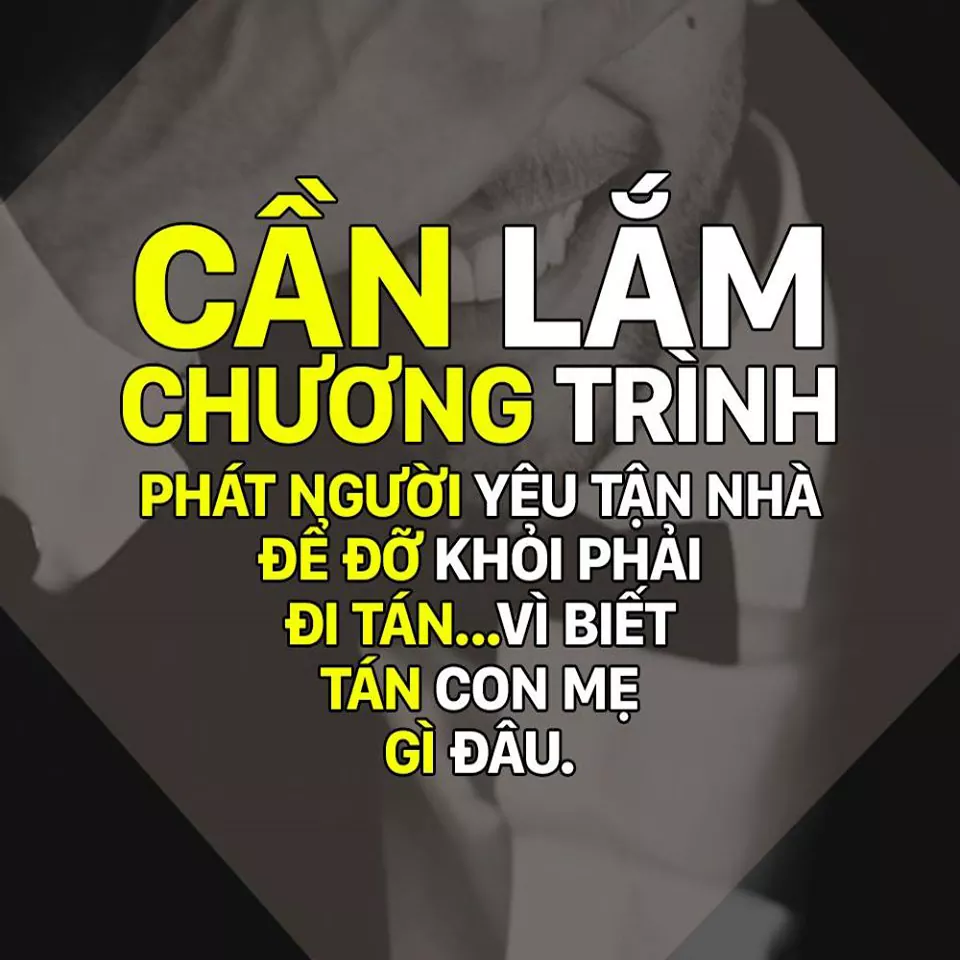 CẦN LẮM
CHƯƠNG TRÌNH
PHÁT NGƯỜI YÊU TẬN NHÀ
ĐỂ ĐỠ KHỎI PHẢI
ĐI TÁN...VÌ BIẾT
TÁN CON MẸ
GÌ ĐÂU.